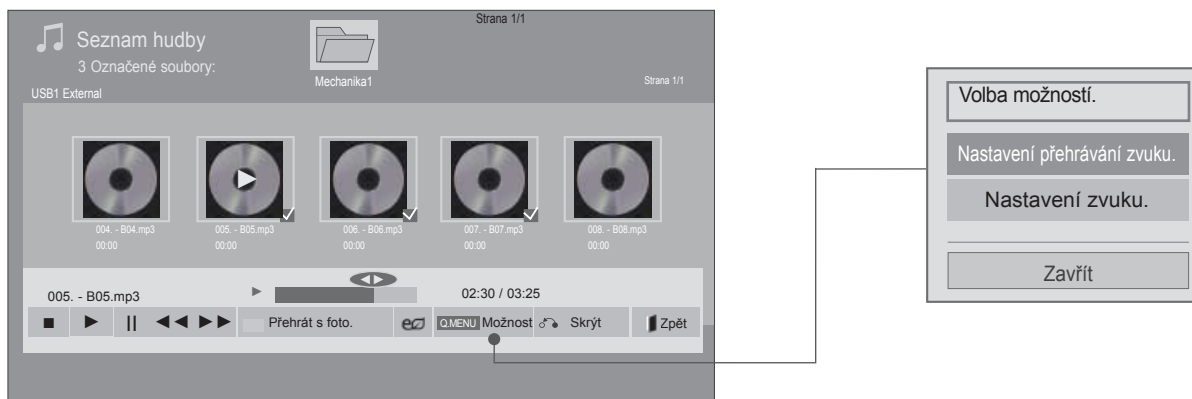 Strana 1/1
Seznam hudby
3 Označené soubory:
Mechanika1
Strana 1/1
USB1 External
004. - B04.mp3
00:00
005. - B05.mp3
00:00
006. - B06.mp3
00:00
007. - B07.mp3
00:00
008. - B08.mp3
00:00
005. - B05.mp3
02:30 / 03:25
Přehrát s foto.
Q.MENU Možnost
Skrýt
Zpět
Volba možností.
Nastavení přehrávání zvuku.
Nastavení zvuku.
Zavřít